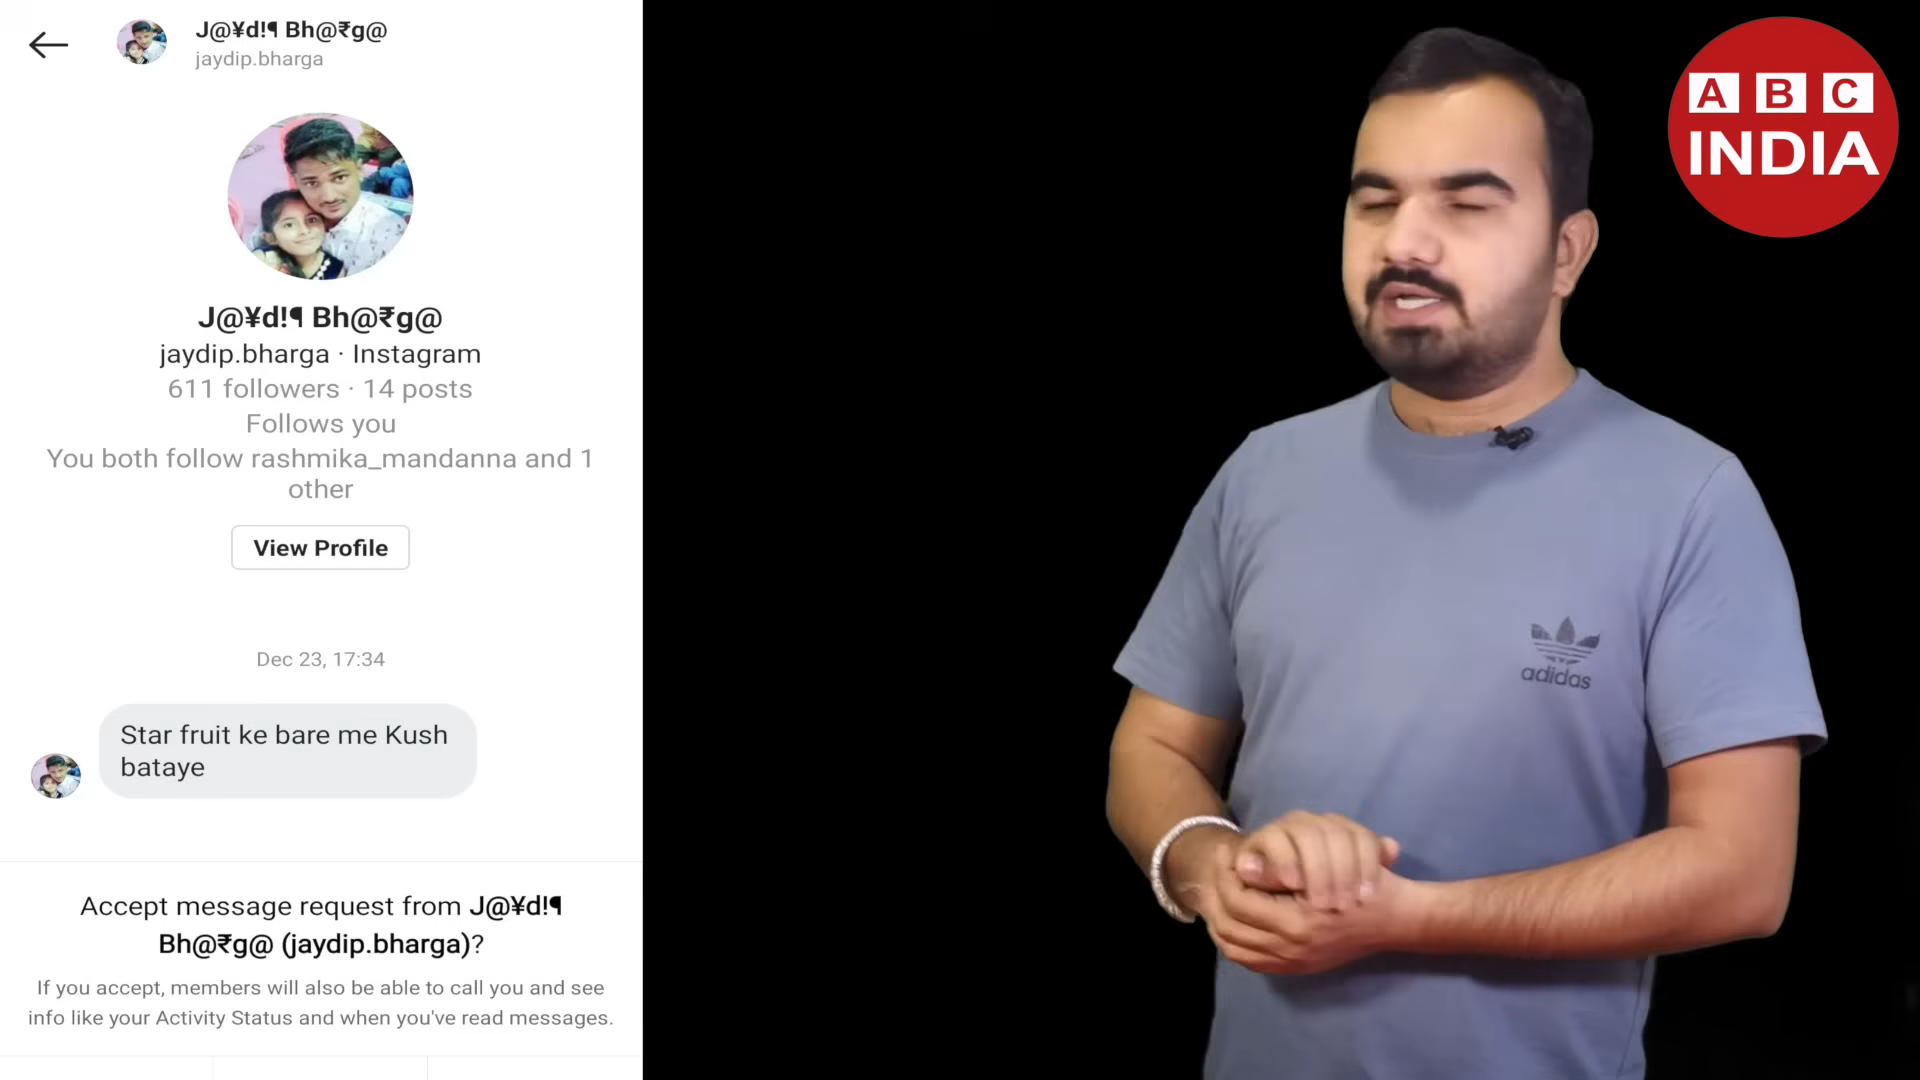 J@¥d!¶ Bh@₹g@
jaydip.bharga
J@¥d!¶ Bh@₹g@
jaydip.bharga · Instagram
611 followers · 14 posts
Follows you
You both follow rashmika_mandanna and 1
other
View Profile
Dec 23, 17:34
Star fruit ke bare me Kush
bataye
Accept message request from J@¥d!¶
Bh@₹g@ (jaydip.bharga)?
If you accept, members will also be able to call you and see
info like your Activity Status and when you've read messages.
A B C
INDIA
adidas